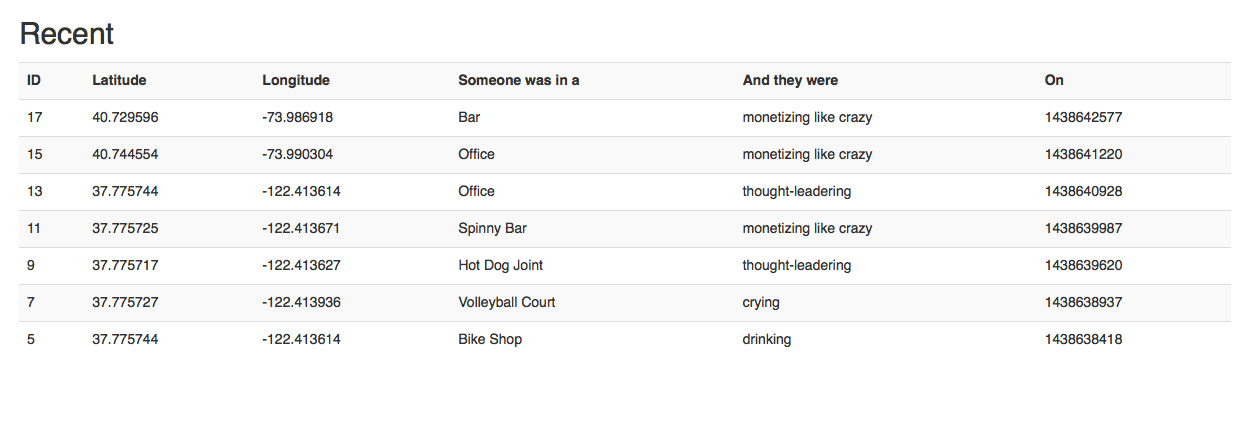 Recent
ID Latitude Longitude Someone was in a And they were On
17 40.729596 -73.986918 Bar monetizing like crazy 1438642577
15 40.744554 -73.990304 Office monetizing like crazy 1438641220
13 37.775744 -122.413614 Office thought-leadering 1438640928
11 37.775725 -122.413671 Spinny Bar monetizing like crazy 1438639987
9 37.775717 -122.413627 Hot Dog Joint thought-leadering 1438639620
7 37.775727 -122.413936 Volleyball Court crying 1438638937
5 37.775744 -122.413614 Bike Shop drinking 1438638418